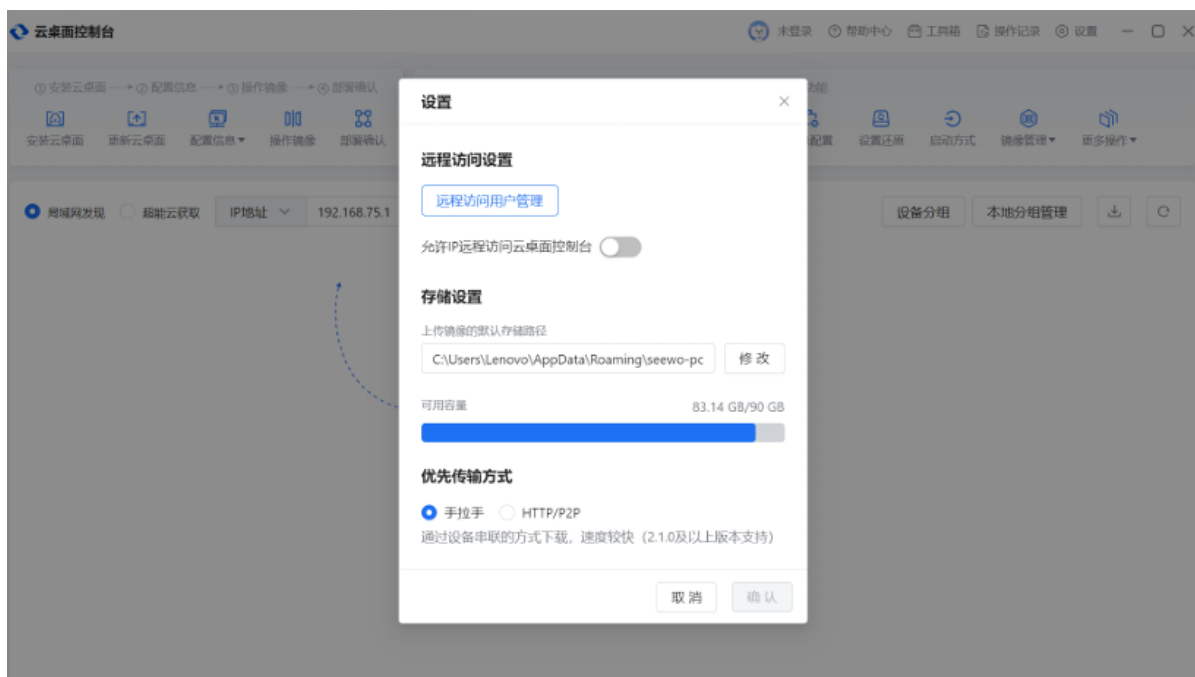 云桌面控制台
未登录 帮助中心 工具箱 操作记录 设置
① 安装云桌面 ② 配置信息 ③ 操作镜像 ④ 部署确认
安装云桌面 更新云桌面 配置信息 操作镜像 部署确认 配置 设置还原 启动方式 镜像管理 更多操作
局域网发现 超能云获取 IP地址 192.168.75.1 设备分组 本地分组管理
设置
远程访问设置
远程访问用户管理
允许IP远程访问云桌面控制台
存储设置
上传镜像的默认存储路径
C:\Users\Lenovo\AppData\Roaming\seewo-pc 修改
可用容量 83.14 GB/90 GB
优先传输方式
手拉手 HTTP/P2P
通过设备串联的方式下载，速度较快（2.1.0及以上版本支持）
取消 确认